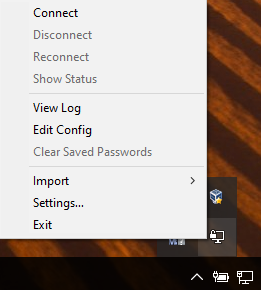 Connect
Disconnect
Reconnect
Show Status
View Log
Edit Config
Clear Saved Passwords
Import
Settings...
Exit